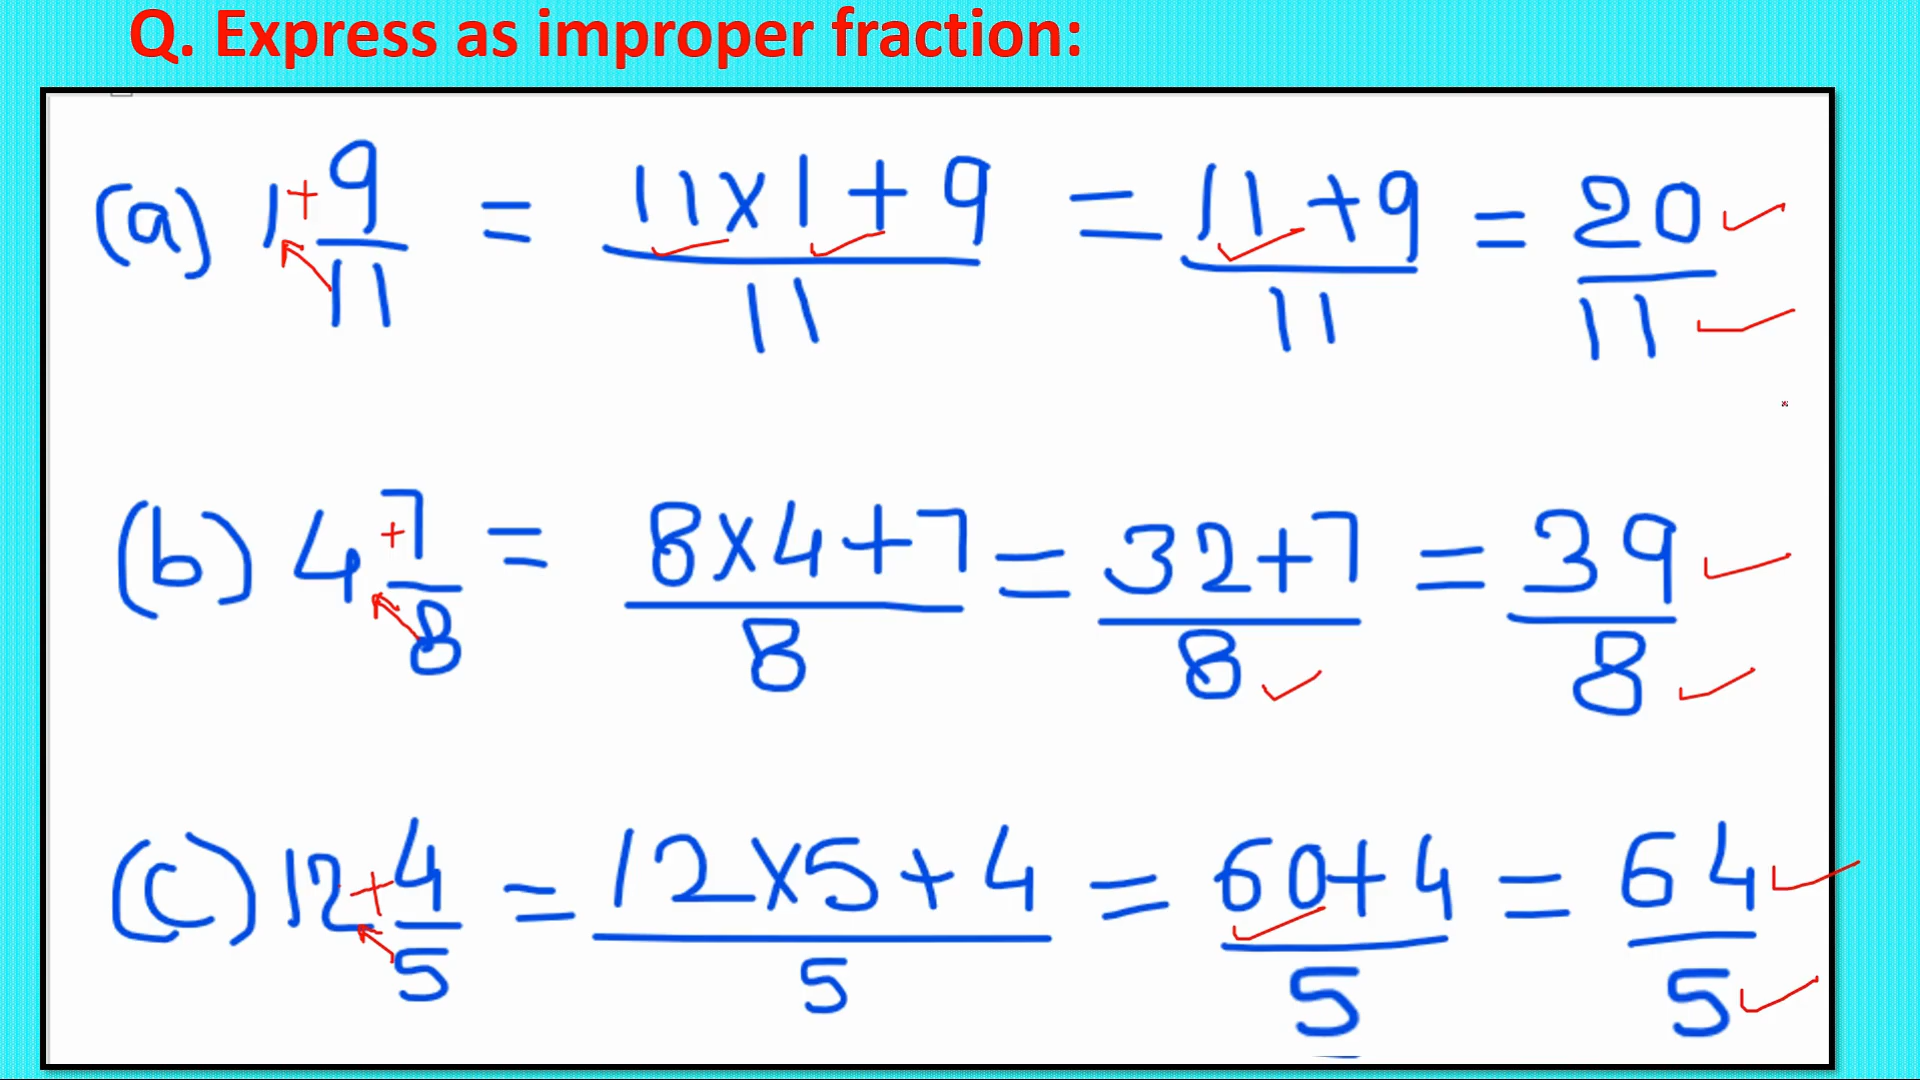 Q. Express as improper fraction:
(a) 1+9/11 = 11x1+9/11 = 11+9/11 = 20/11
(b) 4+7/8 = 8x4+7/8 = 32+7/8 = 39/8
(c) 12+4/5 = 12x5+4/5 = 60+4/5 = 64/5